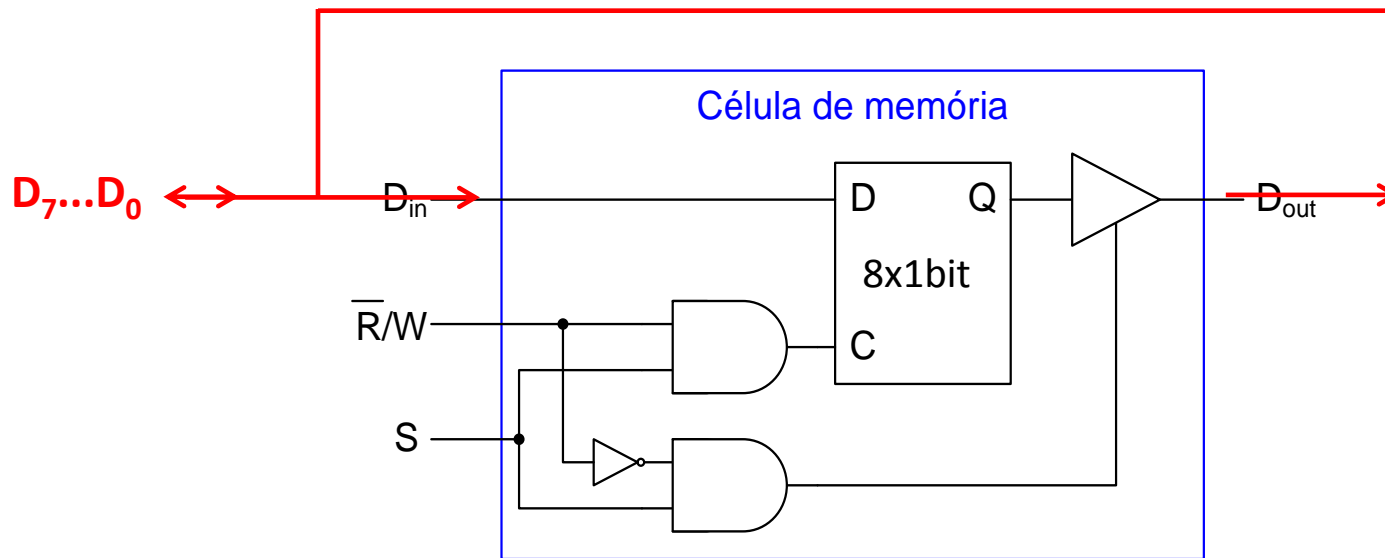 Célula de memória
D₇...D₀
Dᵢₙ
D Q
Dₒᵤₜ
8x1bit
R̅/W
C
S